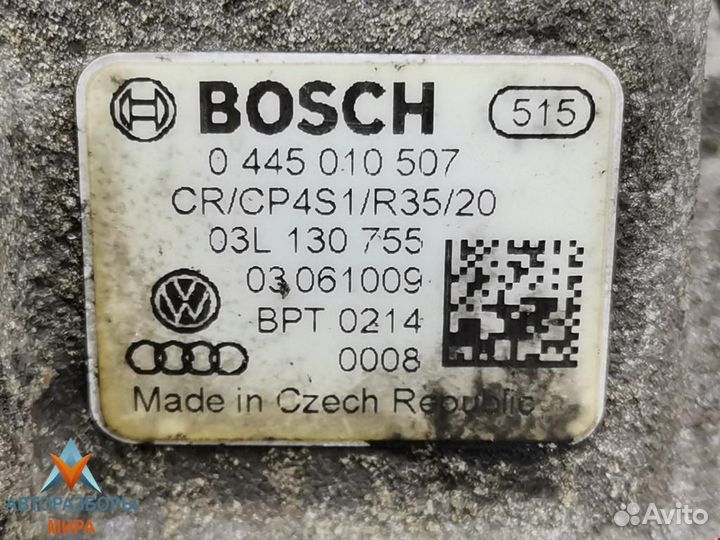 BOSCH 515
0 445 010 507
CR/CP4S1/R35/20
03L 130 755
03 061009
BPT 0214
0008
Made in Czech Republic
АВТОРАЗБОРЫ
МИРА
Avito